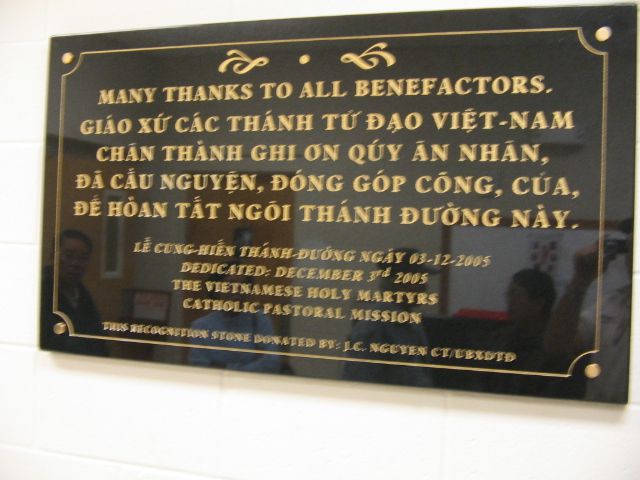 MANY THANKS TO ALL BENEFACTORS.
GIÁO XỨ CÁC THÁNH TỬ ĐẠO VIỆT-NAM
CHÂN THÀNH GHI ƠN QÚY ÂN NHÂN,
ĐÃ CẦU NGUYỆN, ĐÓNG GÓP CÔNG, CỦA,
ĐỂ HOÀN TẤT NGÔI THÁNH ĐƯỜNG NÀY.
LỄ CUNG-HIẾN THÁNH-ĐƯỜNG NGÀY 03-12-2005
DEDICATED: DECEMBER 3rd 2005
THE VIETNAMESE HOLY MARTYRS
CATHOLIC PASTORAL MISSION
THIS RECOGNITION STONE DONATED BY: J.C. NGUYEN CT/UBXDTĐ